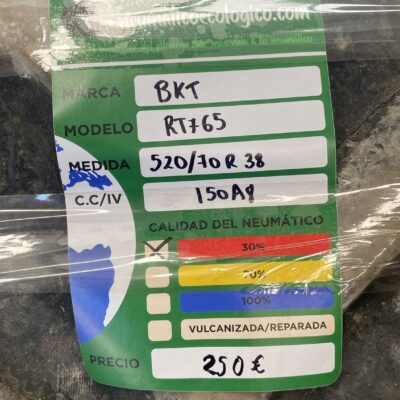 neumaticoecologico.com
MARCA BKT
MODELO RT765
MEDIDA 520/70 R 38
C.C/IV 150A8
CALIDAD DEL NEUMÁTICO
30%
70%
100%
VULCANIZADA/REPARADA
PRECIO 250 €